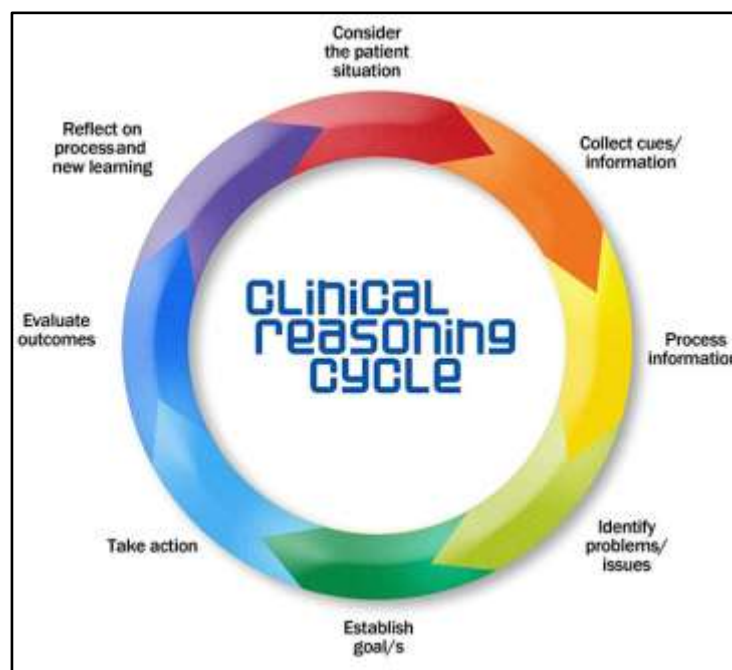 Consider
the patient
situation
Collect cues/
information
Process
information
Identify
problems/
issues
Establish
goal/s
Take action
Evaluate
outcomes
Reflect on
process and
new learning
CLINICAL
REASONING
CYCLE